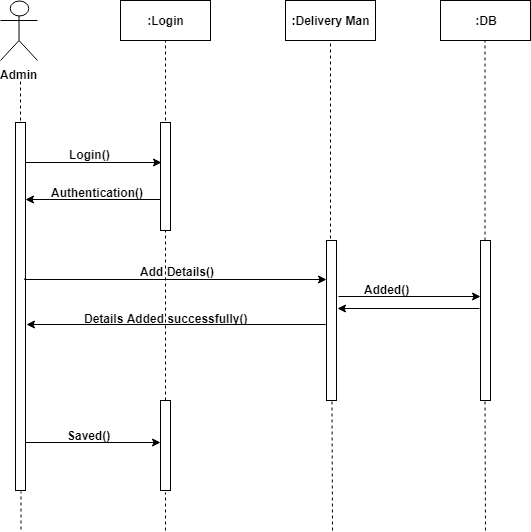 :Login
:Delivery Man
:DB
Admin
Login()
Authentication()
Add Details()
Added()
Details Added successfully()
Saved()